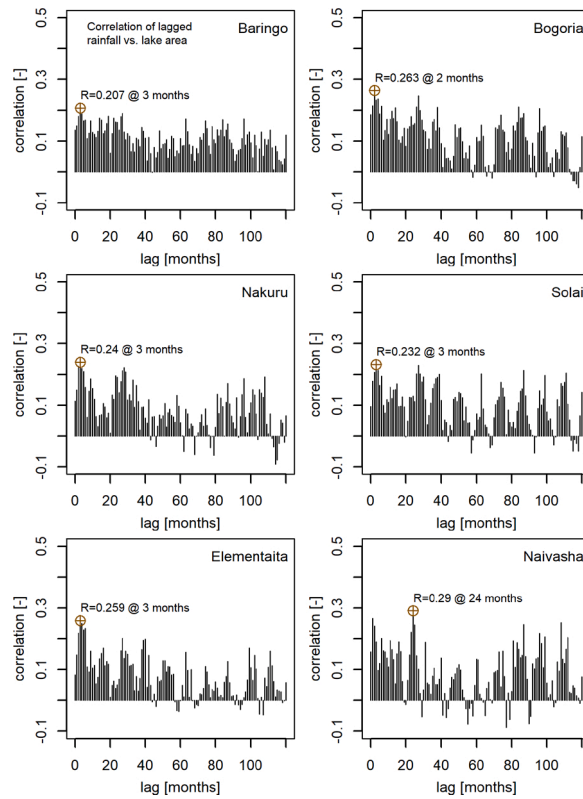 Correlation of lagged
rainfall vs. lake area
Baringo
R=0.207 @ 3 months
correlation [-]
-0.1 0.1 0.3 0.5
0 20 40 60 80 100
lag [months]
Bogoria
R=0.263 @ 2 months
correlation [-]
-0.1 0.1 0.3 0.5
0 20 40 60 80 100
lag [months]
Nakuru
R=0.24 @ 3 months
correlation [-]
-0.1 0.1 0.3 0.5
0 20 40 60 80 100
lag [months]
Solai
R=0.232 @ 3 months
correlation [-]
-0.1 0.1 0.3 0.5
0 20 40 60 80 100
lag [months]
Elementaita
R=0.259 @ 3 months
correlation [-]
-0.1 0.1 0.3 0.5
0 20 40 60 80 100
lag [months]
Naivasha
R=0.29 @ 24 months
correlation [-]
-0.1 0.1 0.3 0.5
0 20 40 60 80 100
lag [months]